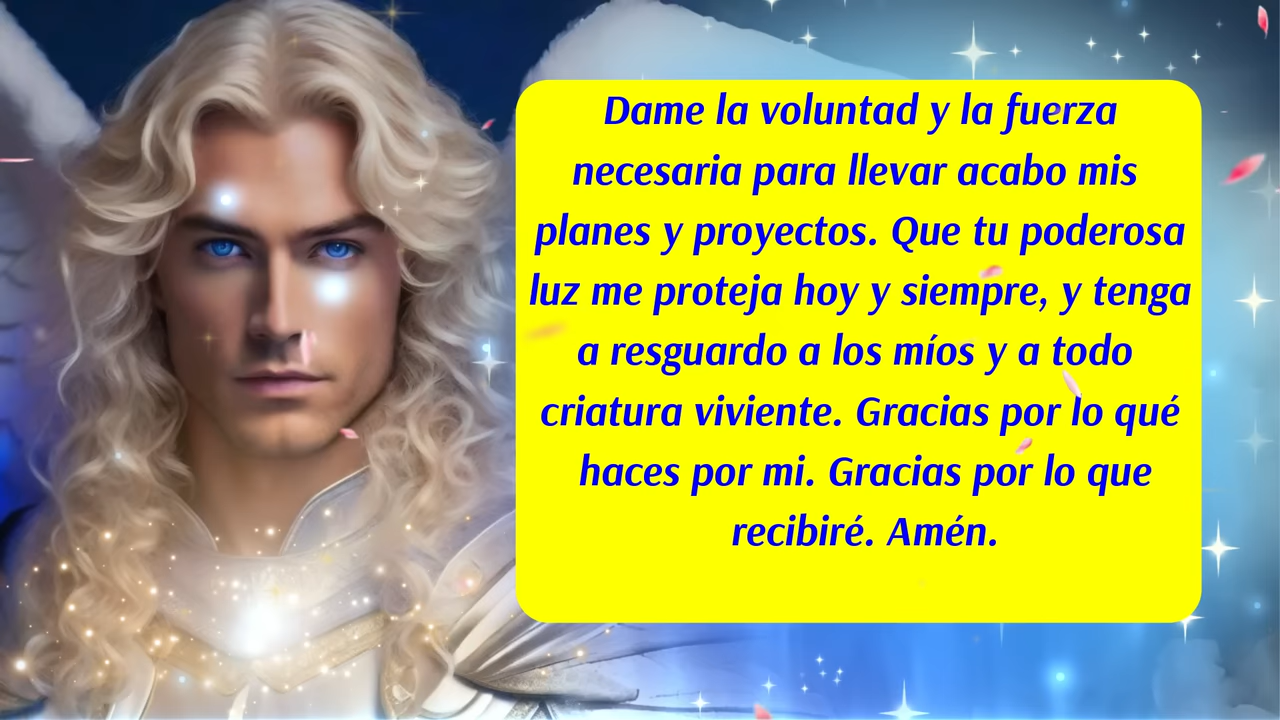 Dame la voluntad y la fuerza
necesaria para llevar acabo mis
planes y proyectos. Que tu poderosa
luz me proteja hoy y siempre, y tenga
a resguardo a los míos y a todo
criatura viviente. Gracias por lo qué
haces por mi. Gracias por lo que
recibiré. Amén.